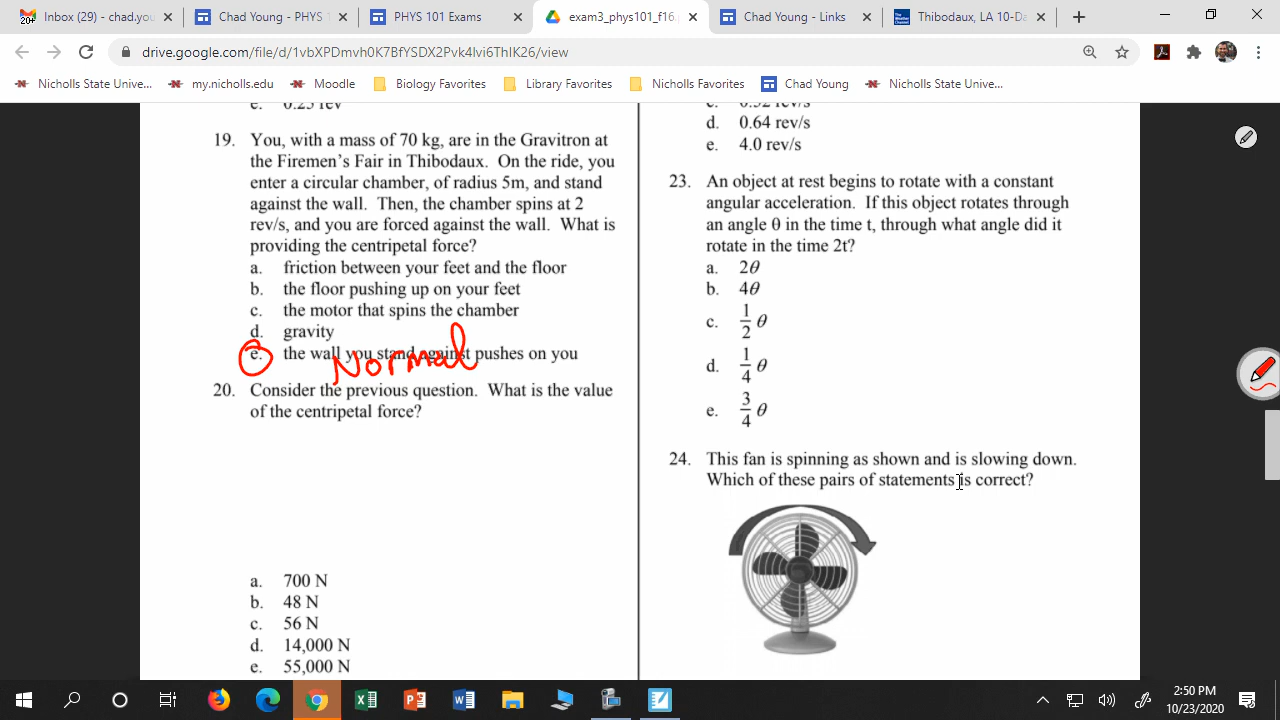 Inbox (29) - chad.you
Chad Young - PHYS 1
PHYS 101 Exams
exam3_phys101_f16.
Chad Young - Links
Thibodaux, LA 10-Da
drive.google.com/file/d/1vbXPDmvh0K7BfYSDX2Pvk4Ivi6ThIK26/view
Nicholls State Unive...
my.nicholls.edu
Moodle
Biology Favorites
Library Favorites
Nicholls Favorites
Chad Young
Nicholls State Unive...
e. 0.25 rev
19. You, with a mass of 70 kg, are in the Gravitron at
the Firemen's Fair in Thibodaux. On the ride, you
enter a circular chamber, of radius 5m, and stand
against the wall. Then, the chamber spins at 2
rev/s, and you are forced against the wall. What is
providing the centripetal force?
a. friction between your feet and the floor
b. the floor pushing up on your feet
c. the motor that spins the chamber
d. gravity
e. the wall you stand against pushes on you
Normal
20. Consider the previous question. What is the value
of the centripetal force?
a. 700 N
b. 48 N
c. 56 N
d. 14,000 N
e. 55,000 N
c. 0.32 rev/s
d. 0.64 rev/s
e. 4.0 rev/s
23. An object at rest begins to rotate with a constant
angular acceleration. If this object rotates through
an angle θ in the time t, through what angle did it
rotate in the time 2t?
a. 2θ
b. 4θ
c. 1/2 θ
d. 1/4 θ
e. 3/4 θ
24. This fan is spinning as shown and is slowing down.
Which of these pairs of statements is correct?
2:50 PM
10/23/2020